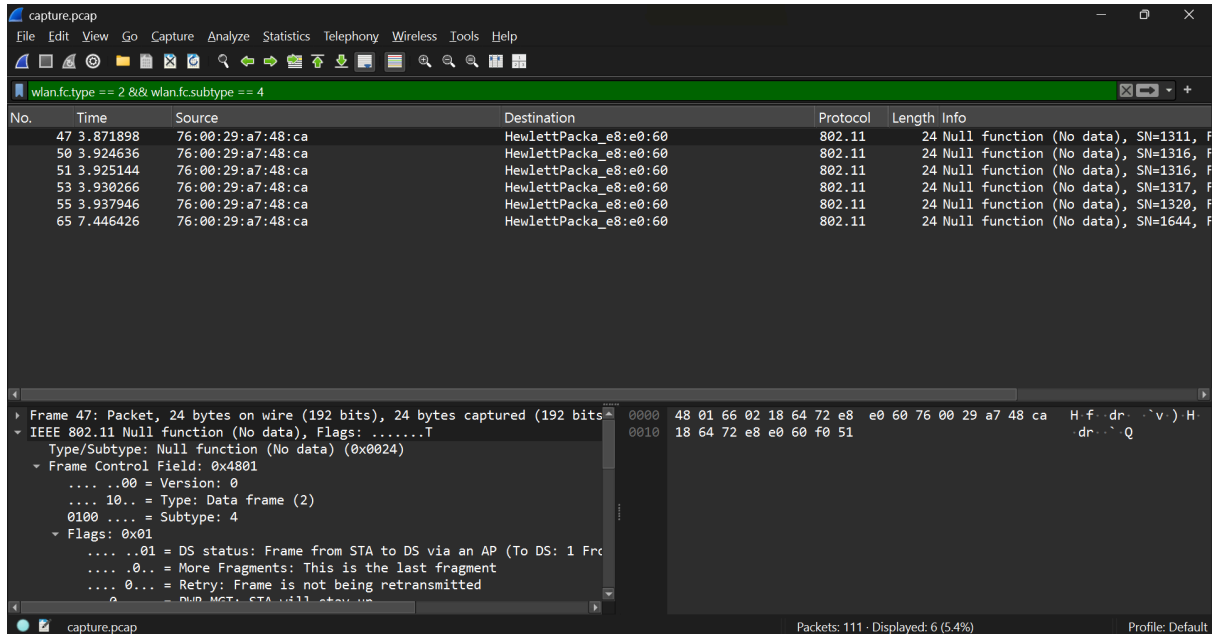 capture.pcap
File Edit View Go Capture Analyze Statistics Telephony Wireless Tools Help
wlan.fc.type == 2 && wlan.fc.subtype == 4
No. Time Source Destination Protocol Length Info
47 3.871898 76:00:29:a7:48:ca HewlettPacka_e8:e0:60 802.11 24 Null function (No data), SN=1311, F
50 3.924636 76:00:29:a7:48:ca HewlettPacka_e8:e0:60 802.11 24 Null function (No data), SN=1316, F
51 3.925144 76:00:29:a7:48:ca HewlettPacka_e8:e0:60 802.11 24 Null function (No data), SN=1316, F
53 3.930266 76:00:29:a7:48:ca HewlettPacka_e8:e0:60 802.11 24 Null function (No data), SN=1317, F
55 3.937946 76:00:29:a7:48:ca HewlettPacka_e8:e0:60 802.11 24 Null function (No data), SN=1320, F
65 7.446426 76:00:29:a7:48:ca HewlettPacka_e8:e0:60 802.11 24 Null function (No data), SN=1644, F
Frame 47: Packet, 24 bytes on wire (192 bits), 24 bytes captured (192 bits
IEEE 802.11 Null function (No data), Flags: .......T
Type/Subtype: Null function (No data) (0x0024)
Frame Control Field: 0x4801
.... ..00 = Version: 0
.... 10.. = Type: Data frame (2)
0100 .... = Subtype: 4
Flags: 0x01
.... ..01 = DS status: Frame from STA to DS via an AP (To DS: 1 Fro
.... .0.. = More Fragments: This is the last fragment
.... 0... = Retry: Frame is not being retransmitted
...0 .... = PWR MGT: STA will stay up
0000 48 01 66 02 18 64 72 e8 e0 60 76 00 29 a7 48 ca H·f··dr· ·`v·)·H·
0010 18 64 72 e8 e0 60 f0 51 ·dr··`·Q
capture.pcap Packets: 111 · Displayed: 6 (5.4%) Profile: Default